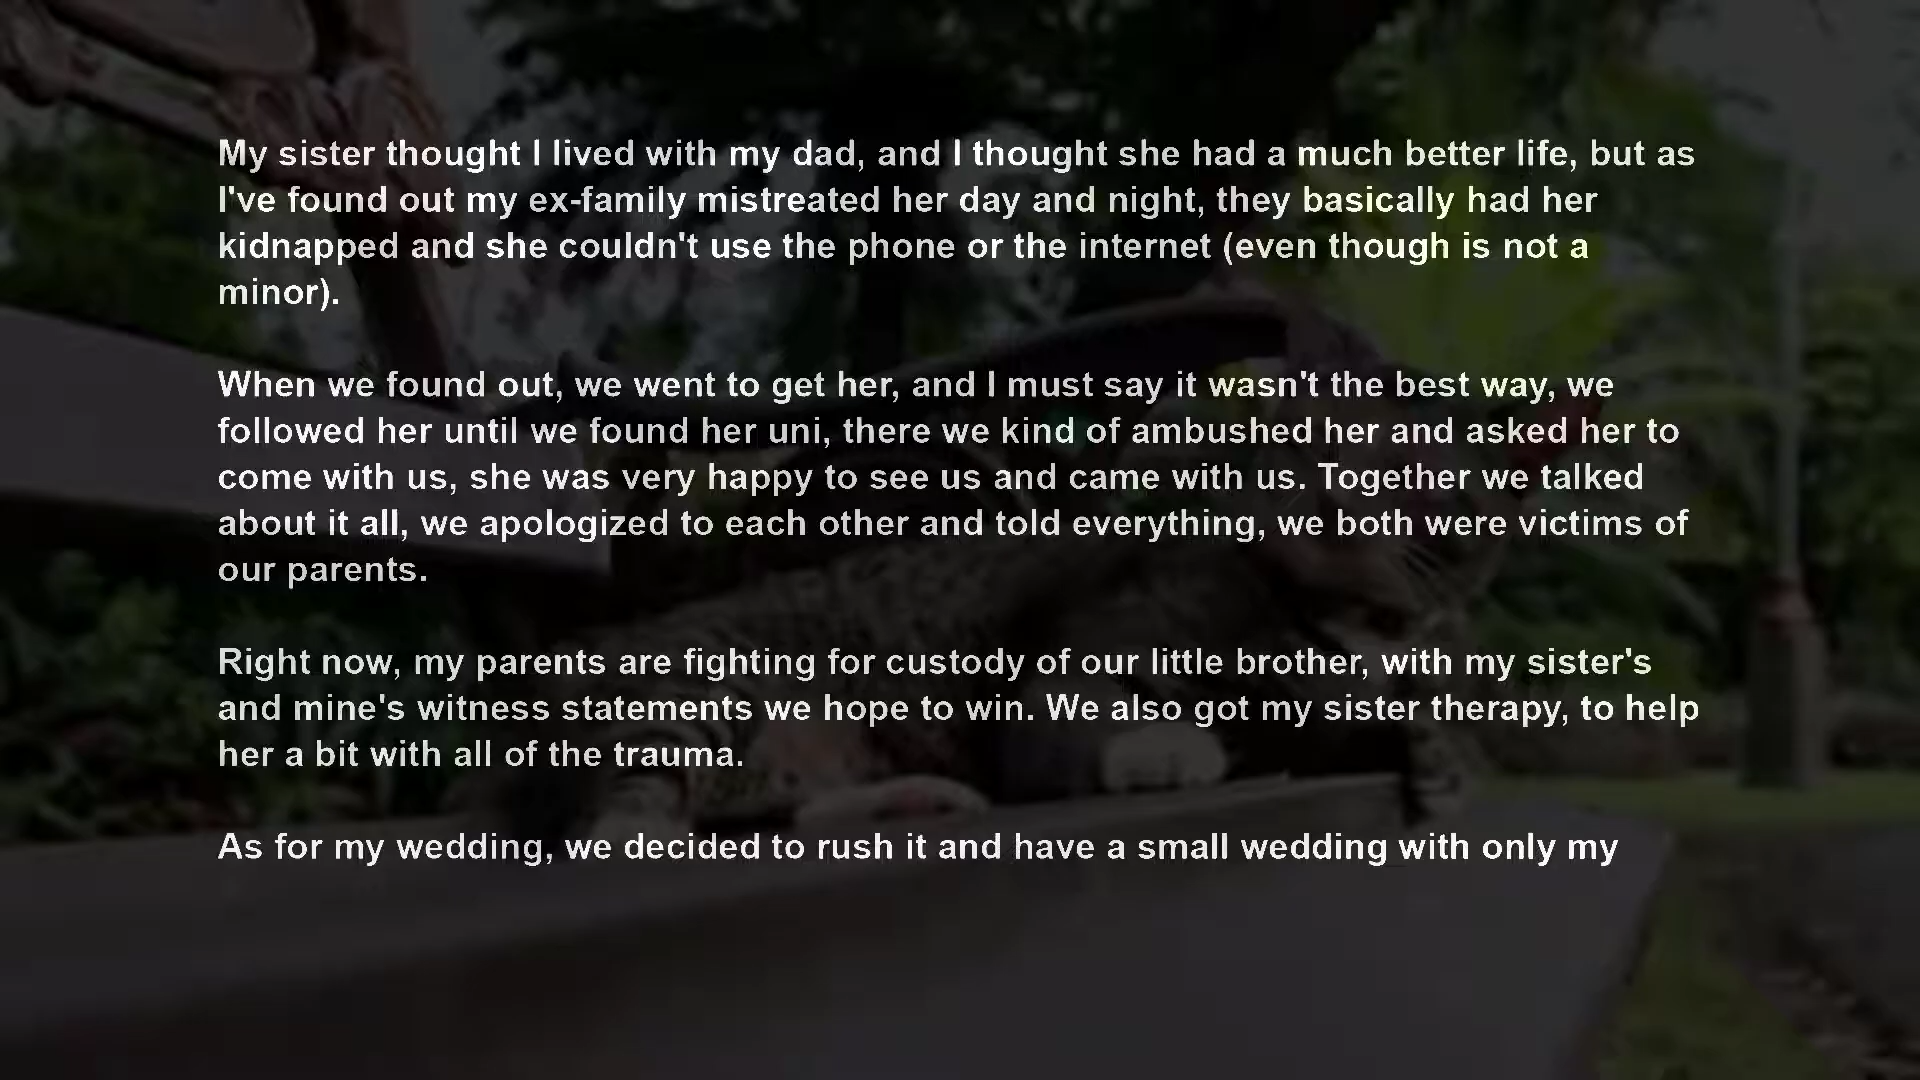 My sister thought I lived with my dad, and I thought she had a much better life, but as
I've found out my ex-family mistreated her day and night, they basically had her
kidnapped and she couldn't use the phone or the internet (even though is not a
minor).
When we found out, we went to get her, and I must say it wasn't the best way, we
followed her until we found her uni, there we kind of ambushed her and asked her to
come with us, she was very happy to see us and came with us. Together we talked
about it all, we apologized to each other and told everything, we both were victims of
our parents.
Right now, my parents are fighting for custody of our little brother, with my sister's
and mine's witness statements we hope to win. We also got my sister therapy, to help
her a bit with all of the trauma.
As for my wedding, we decided to rush it and have a small wedding with only my